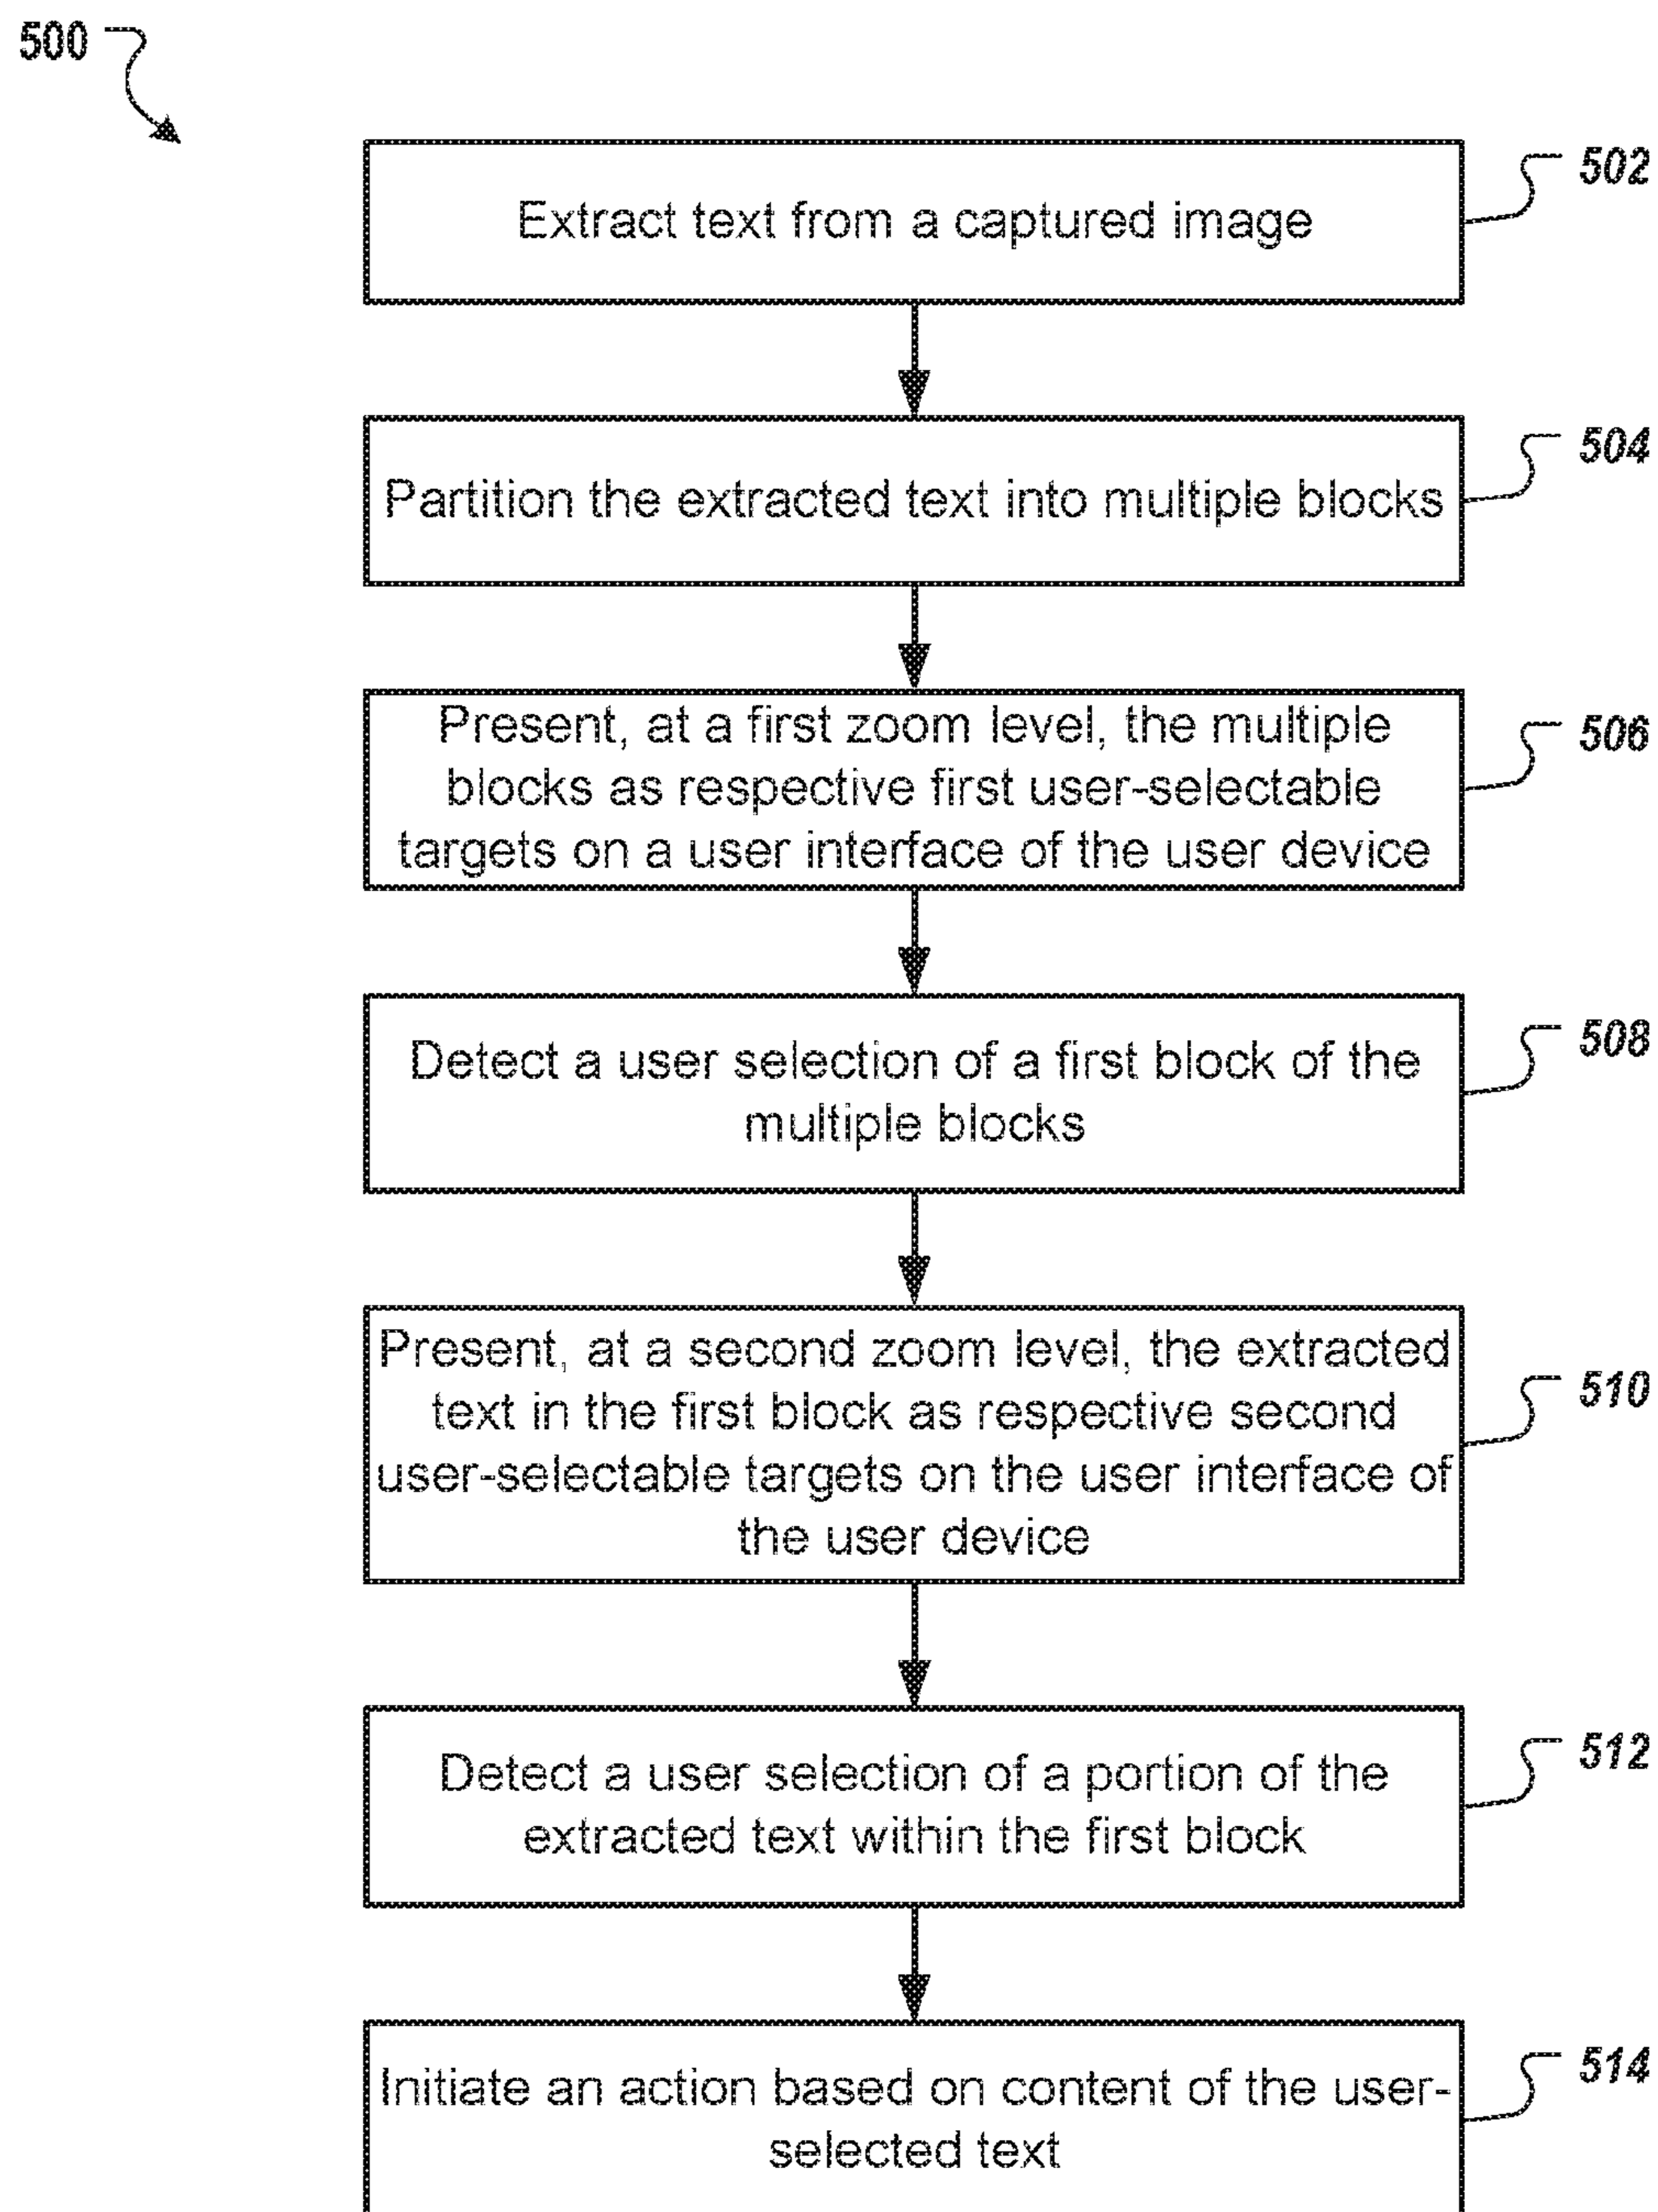 500
Extract text from a captured image
502
Partition the extracted text into multiple blocks
504
Present, at a first zoom level, the multiple
blocks as respective first user-selectable
targets on a user interface of the user device
506
Detect a user selection of a first block of the
multiple blocks
508
Present, at a second zoom level, the extracted
text in the first block as respective second
user-selectable targets on the user interface of
the user device
510
Detect a user selection of a portion of the
extracted text within the first block
512
Initiate an action based on content of the user-
selected text
514